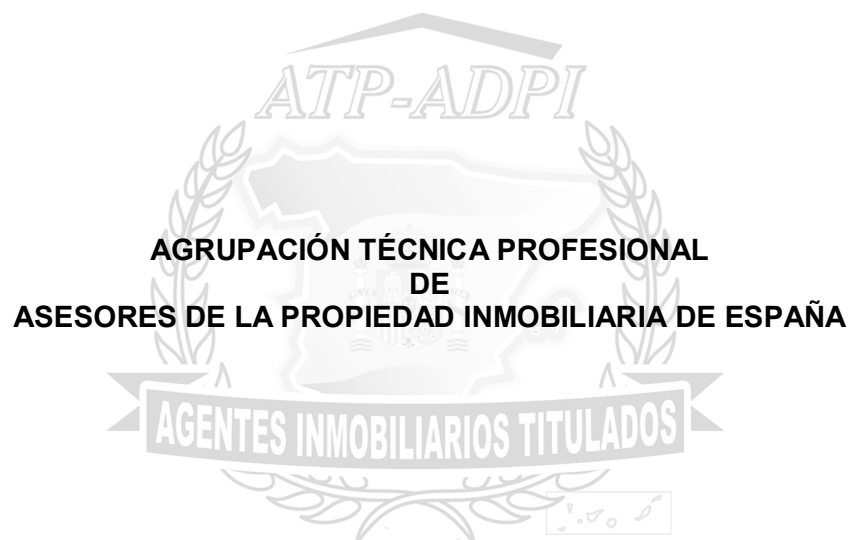 ATP-ADPI
AGRUPACIÓN TÉCNICA PROFESIONAL
DE
ASESORES DE LA PROPIEDAD INMOBILIARIA DE ESPAÑA
AGENTES INMOBILIARIOS TITULADOS